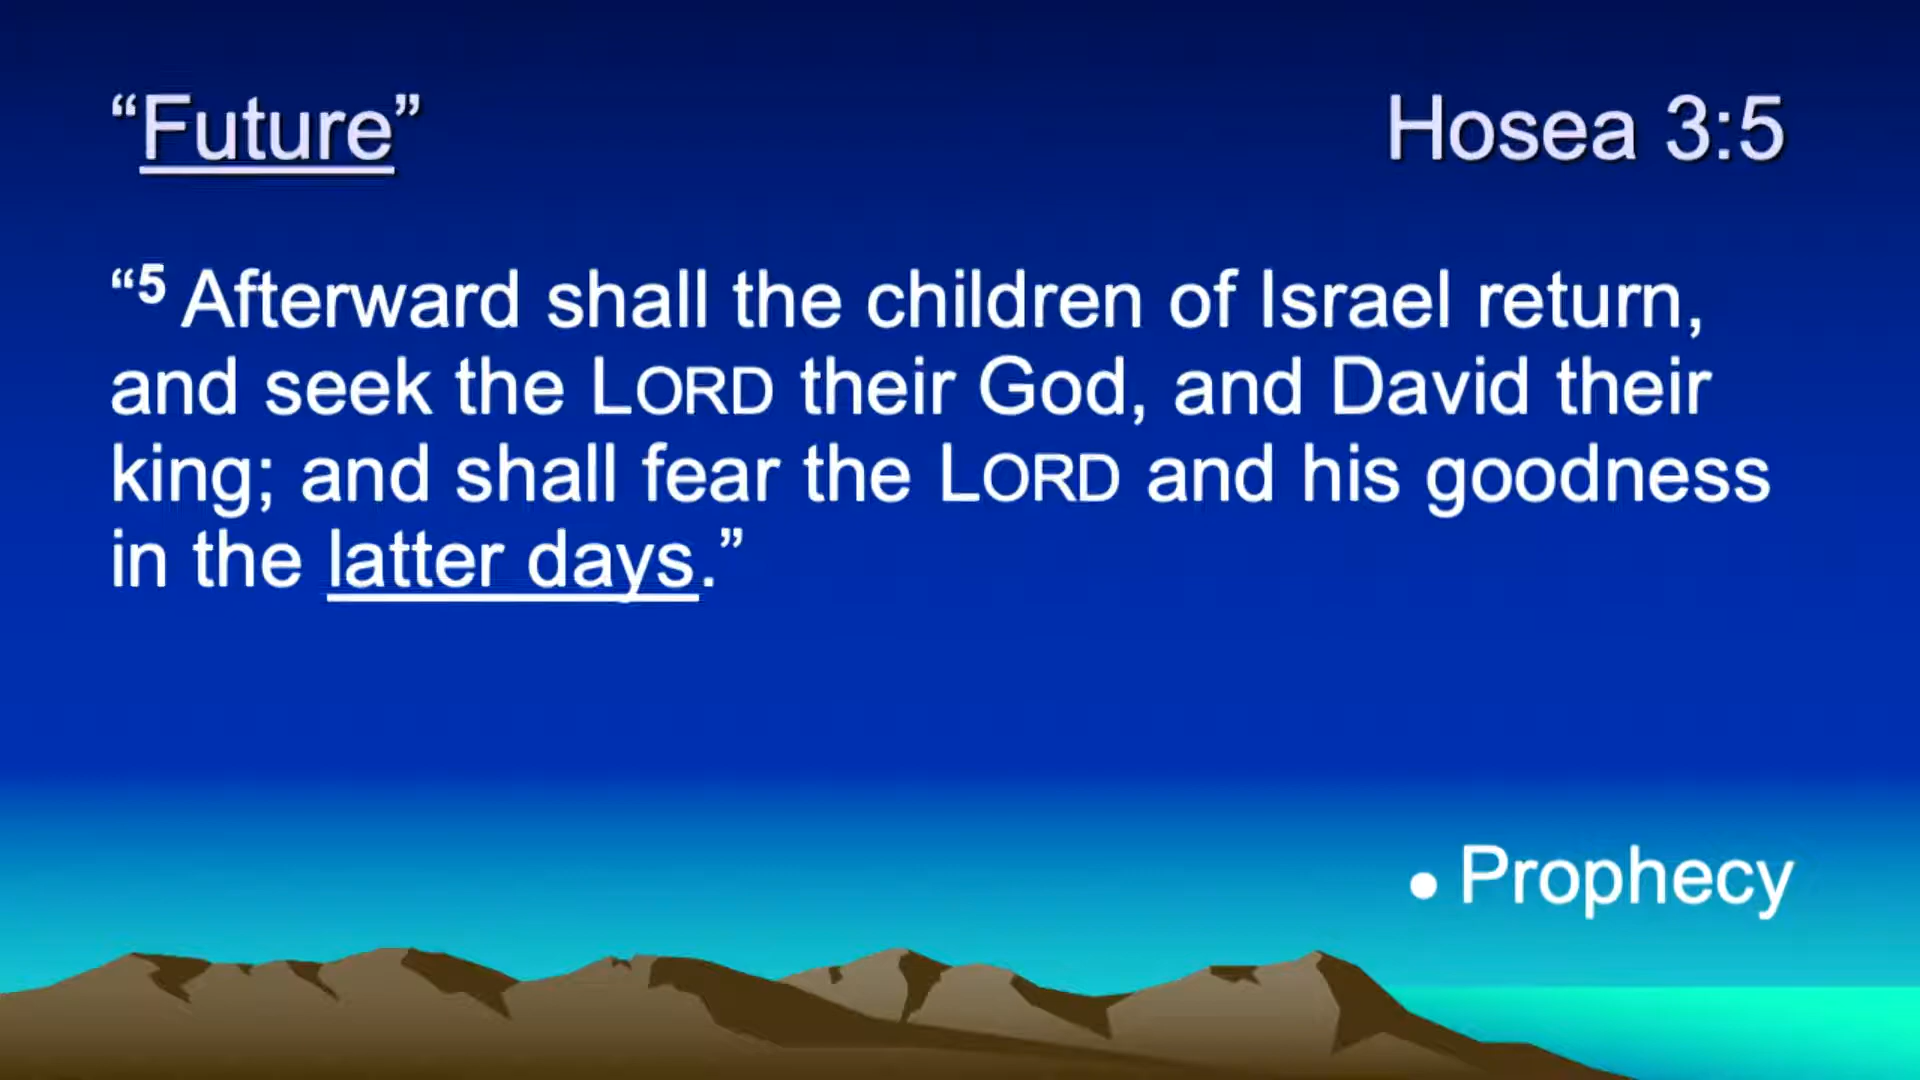 “Future” Hosea 3:5
“5 Afterward shall the children of Israel return,
and seek the LORD their God, and David their
king; and shall fear the LORD and his goodness
in the latter days.”
• Prophecy